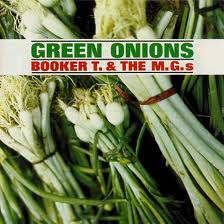 GREEN ONIONS
BOOKER T. & THE M.G.s